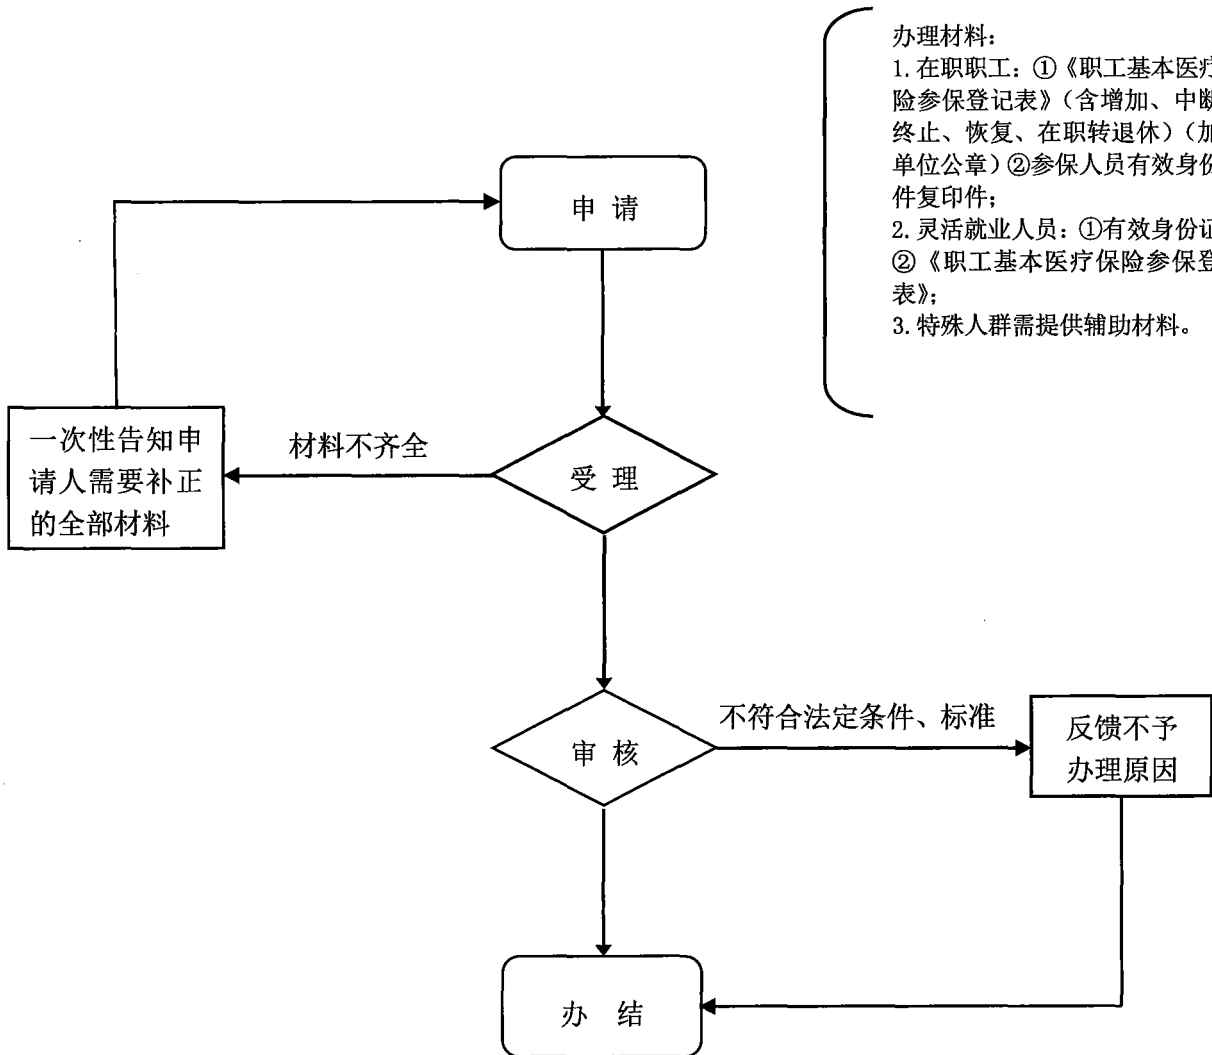 办理材料：
1. 在职职工：①《职工基本医疗
险参保登记表》（含增加、中断
终止、恢复、在职转退休）（加
单位公章）②参保人员有效身份
件复印件；
2. 灵活就业人员：①有效身份证
②《职工基本医疗保险参保登
表》；
3. 特殊人群需提供辅助材料。
申请
一次性告知申
请人需要补正
的全部材料
材料不齐全
受理
审核
不符合法定条件、标准
反馈不予
办理原因
办结